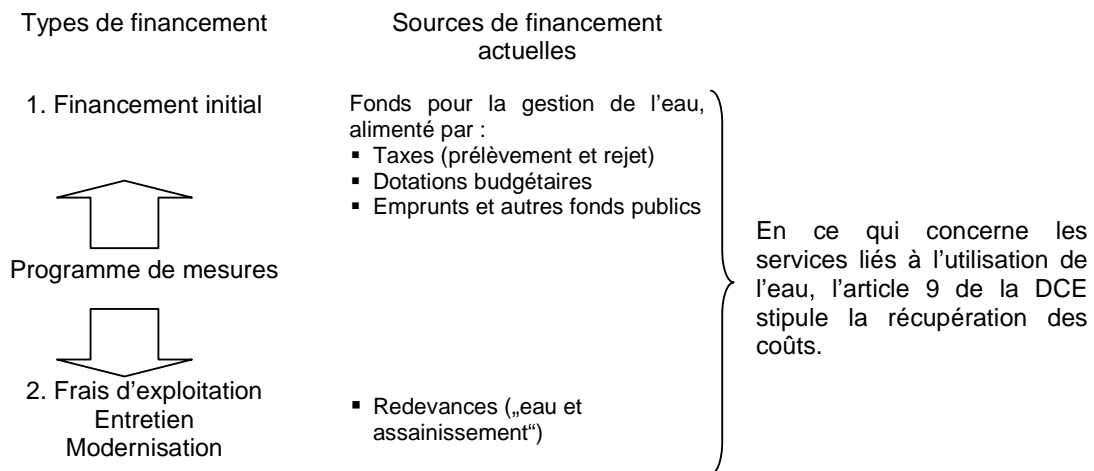 Types de financement
Sources de financement
actuelles
1. Financement initial
Fonds pour la gestion de l'eau,
alimenté par :
▪ Taxes (prélèvement et rejet)
▪ Dotations budgétaires
▪ Emprunts et autres fonds publics
Programme de mesures
2. Frais d'exploitation
Entretien
Modernisation
▪ Redevances („eau et
assainissement“)
En ce qui concerne les
services liés à l'utilisation de
l'eau, l'article 9 de la DCE
stipule la récupération des
coûts.